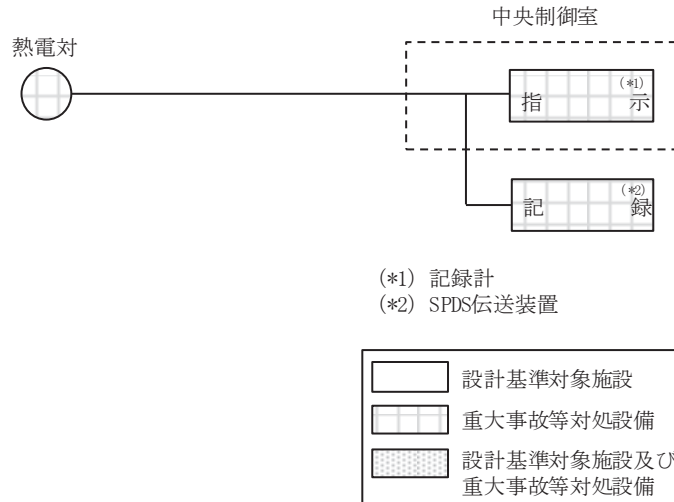 中央制御室
熱電対
(*1)
指 示
(*2)
記 録
(*1) 記録計
(*2) SPDS伝送装置
設計基準対象施設
重大事故等対処設備
設計基準対象施設及び
重大事故等対処設備